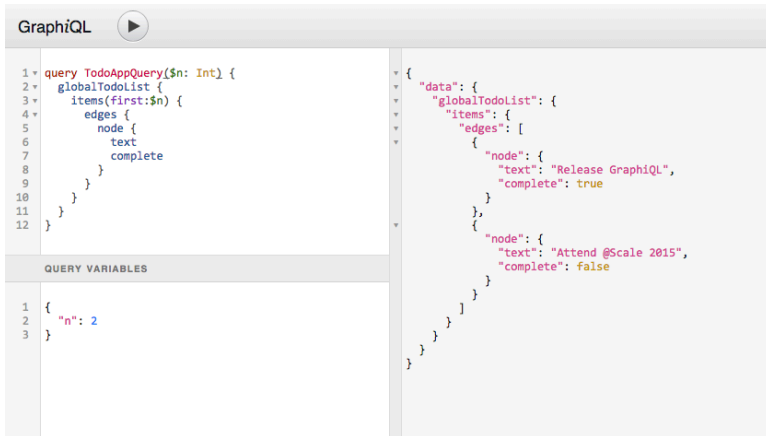 GraphiQL
1 query TodoAppQuery($n: Int) {
2 globalTodoList {
3 items(first:$n) {
4 edges {
5 node {
6 text
7 complete
8 }
9 }
10 }
11 }
12 }
QUERY VARIABLES
1 {
2 "n": 2
3 }
{
"data": {
"globalTodoList": {
"items": {
"edges": [
{
"node": {
"text": "Release GraphiQL",
"complete": true
}
},
{
"node": {
"text": "Attend @Scale 2015",
"complete": false
}
}
]
}
}
}
}